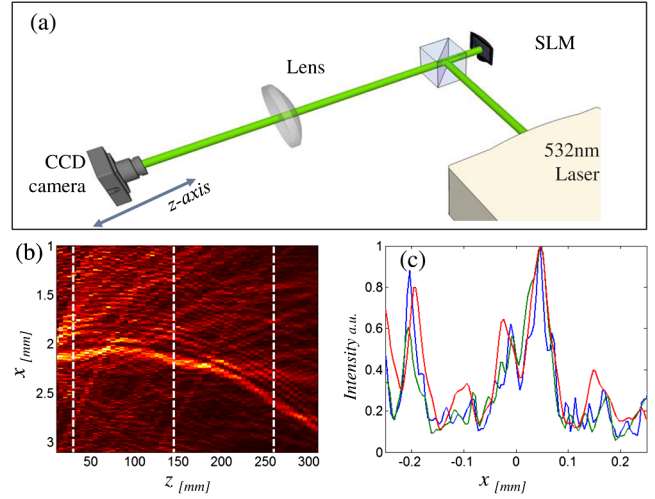 (a)
SLM
Lens
CCD
camera
z-axis
532nm
Laser
(b)
1
1.5
2
2.5
3
x [mm]
50
100
150
200
250
300
z [mm]
(c)
1
0.8
0.6
0.4
0.2
0
Intensity a.u.
-0.2
-0.1
0
0.1
0.2
x [mm]